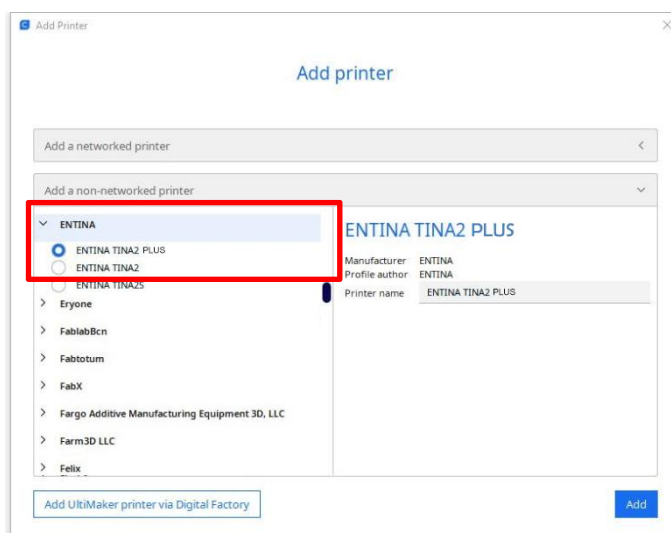 Add Printer
Add printer
Add a networked printer
Add a non-networked printer
ENTINA
ENTINA TINA2 PLUS
ENTINA TINA2
ENTINA TINA2S
Eryone
FablabBcn
Fabtotum
FabX
Fargo Additive Manufacturing Equipment 3D, LLC
Farm3D LLC
Felix
ENTINA TINA2 PLUS
Manufacturer ENTINA
Profile author ENTINA
Printer name ENTINA TINA2 PLUS
Add UltiMaker printer via Digital Factory
Add